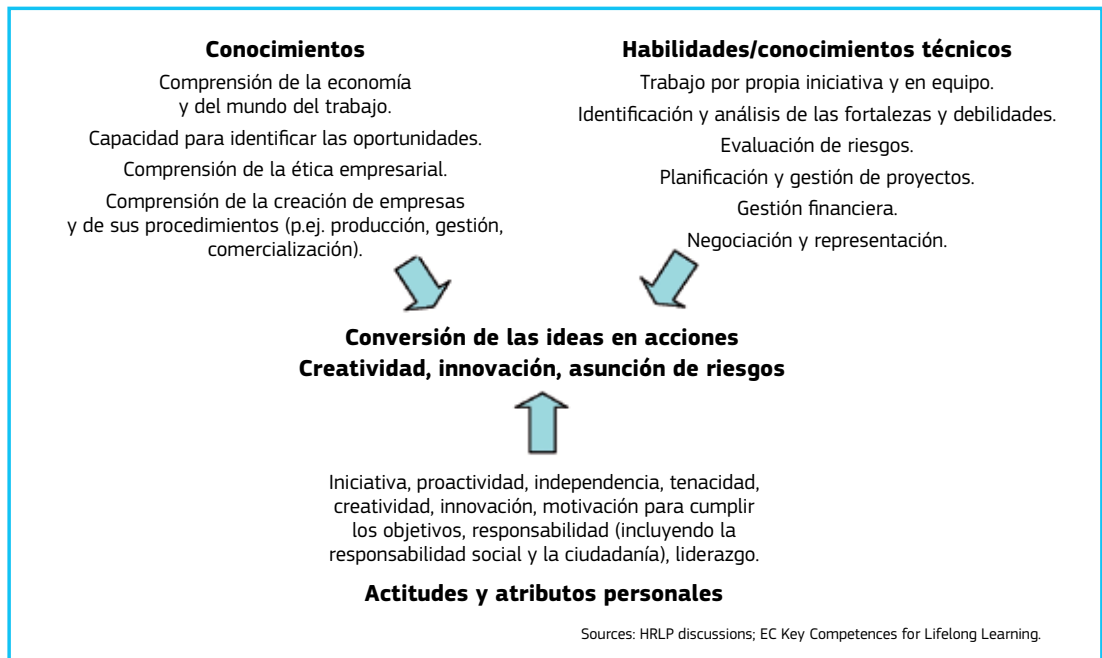 Conocimientos
Comprensión de la economía
y del mundo del trabajo.
Capacidad para identificar las oportunidades.
Comprensión de la ética empresarial.
Comprensión de la creación de empresas
y de sus procedimientos (p.ej. producción, gestión,
comercialización).
Habilidades/conocimientos técnicos
Trabajo por propia iniciativa y en equipo.
Identificación y análisis de las fortalezas y debilidades.
Evaluación de riesgos.
Planificación y gestión de proyectos.
Gestión financiera.
Negociación y representación.
Conversión de las ideas en acciones
Creatividad, innovación, asunción de riesgos
Iniciativa, proactividad, independencia, tenacidad,
creatividad, innovación, motivación para cumplir
los objetivos, responsabilidad (incluyendo la
responsabilidad social y la ciudadanía), liderazgo.
Actitudes y atributos personales
Sources: HRLP discussions; EC Key Competences for Lifelong Learning.